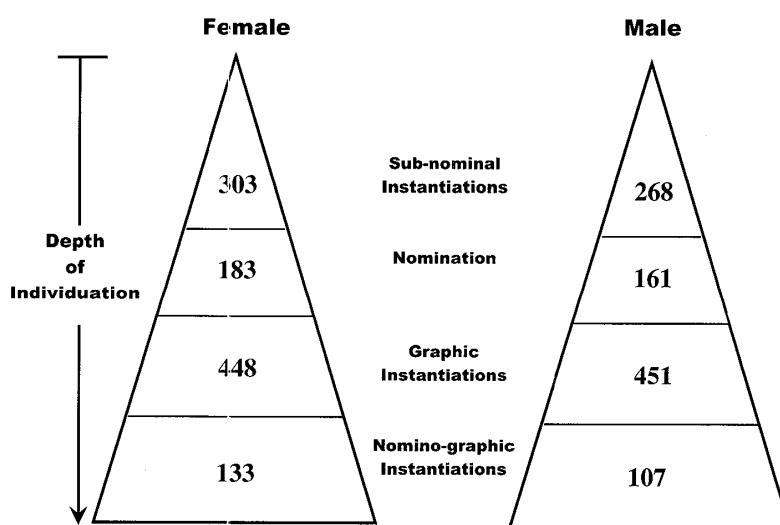 Female
Male
303
Sub-nominal
Instantiations
268
Depth
of
Individuation
183
Nomination
161
448
Graphic
Instantiations
451
133
Nomino-graphic
Instantiations
107